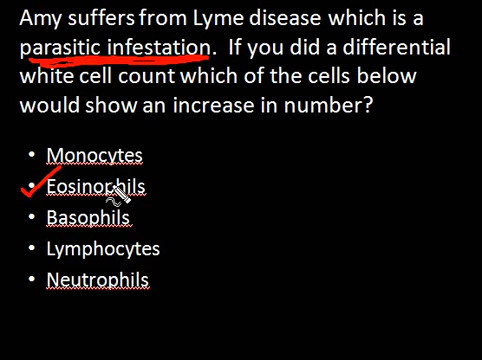 Amy suffers from Lyme disease which is a
parasitic infestation. If you did a differential
white cell count which of the cells below
would show an increase in number?
• Monocytes
• Eosinophils
• Basophils
• Lymphocytes
• Neutrophils